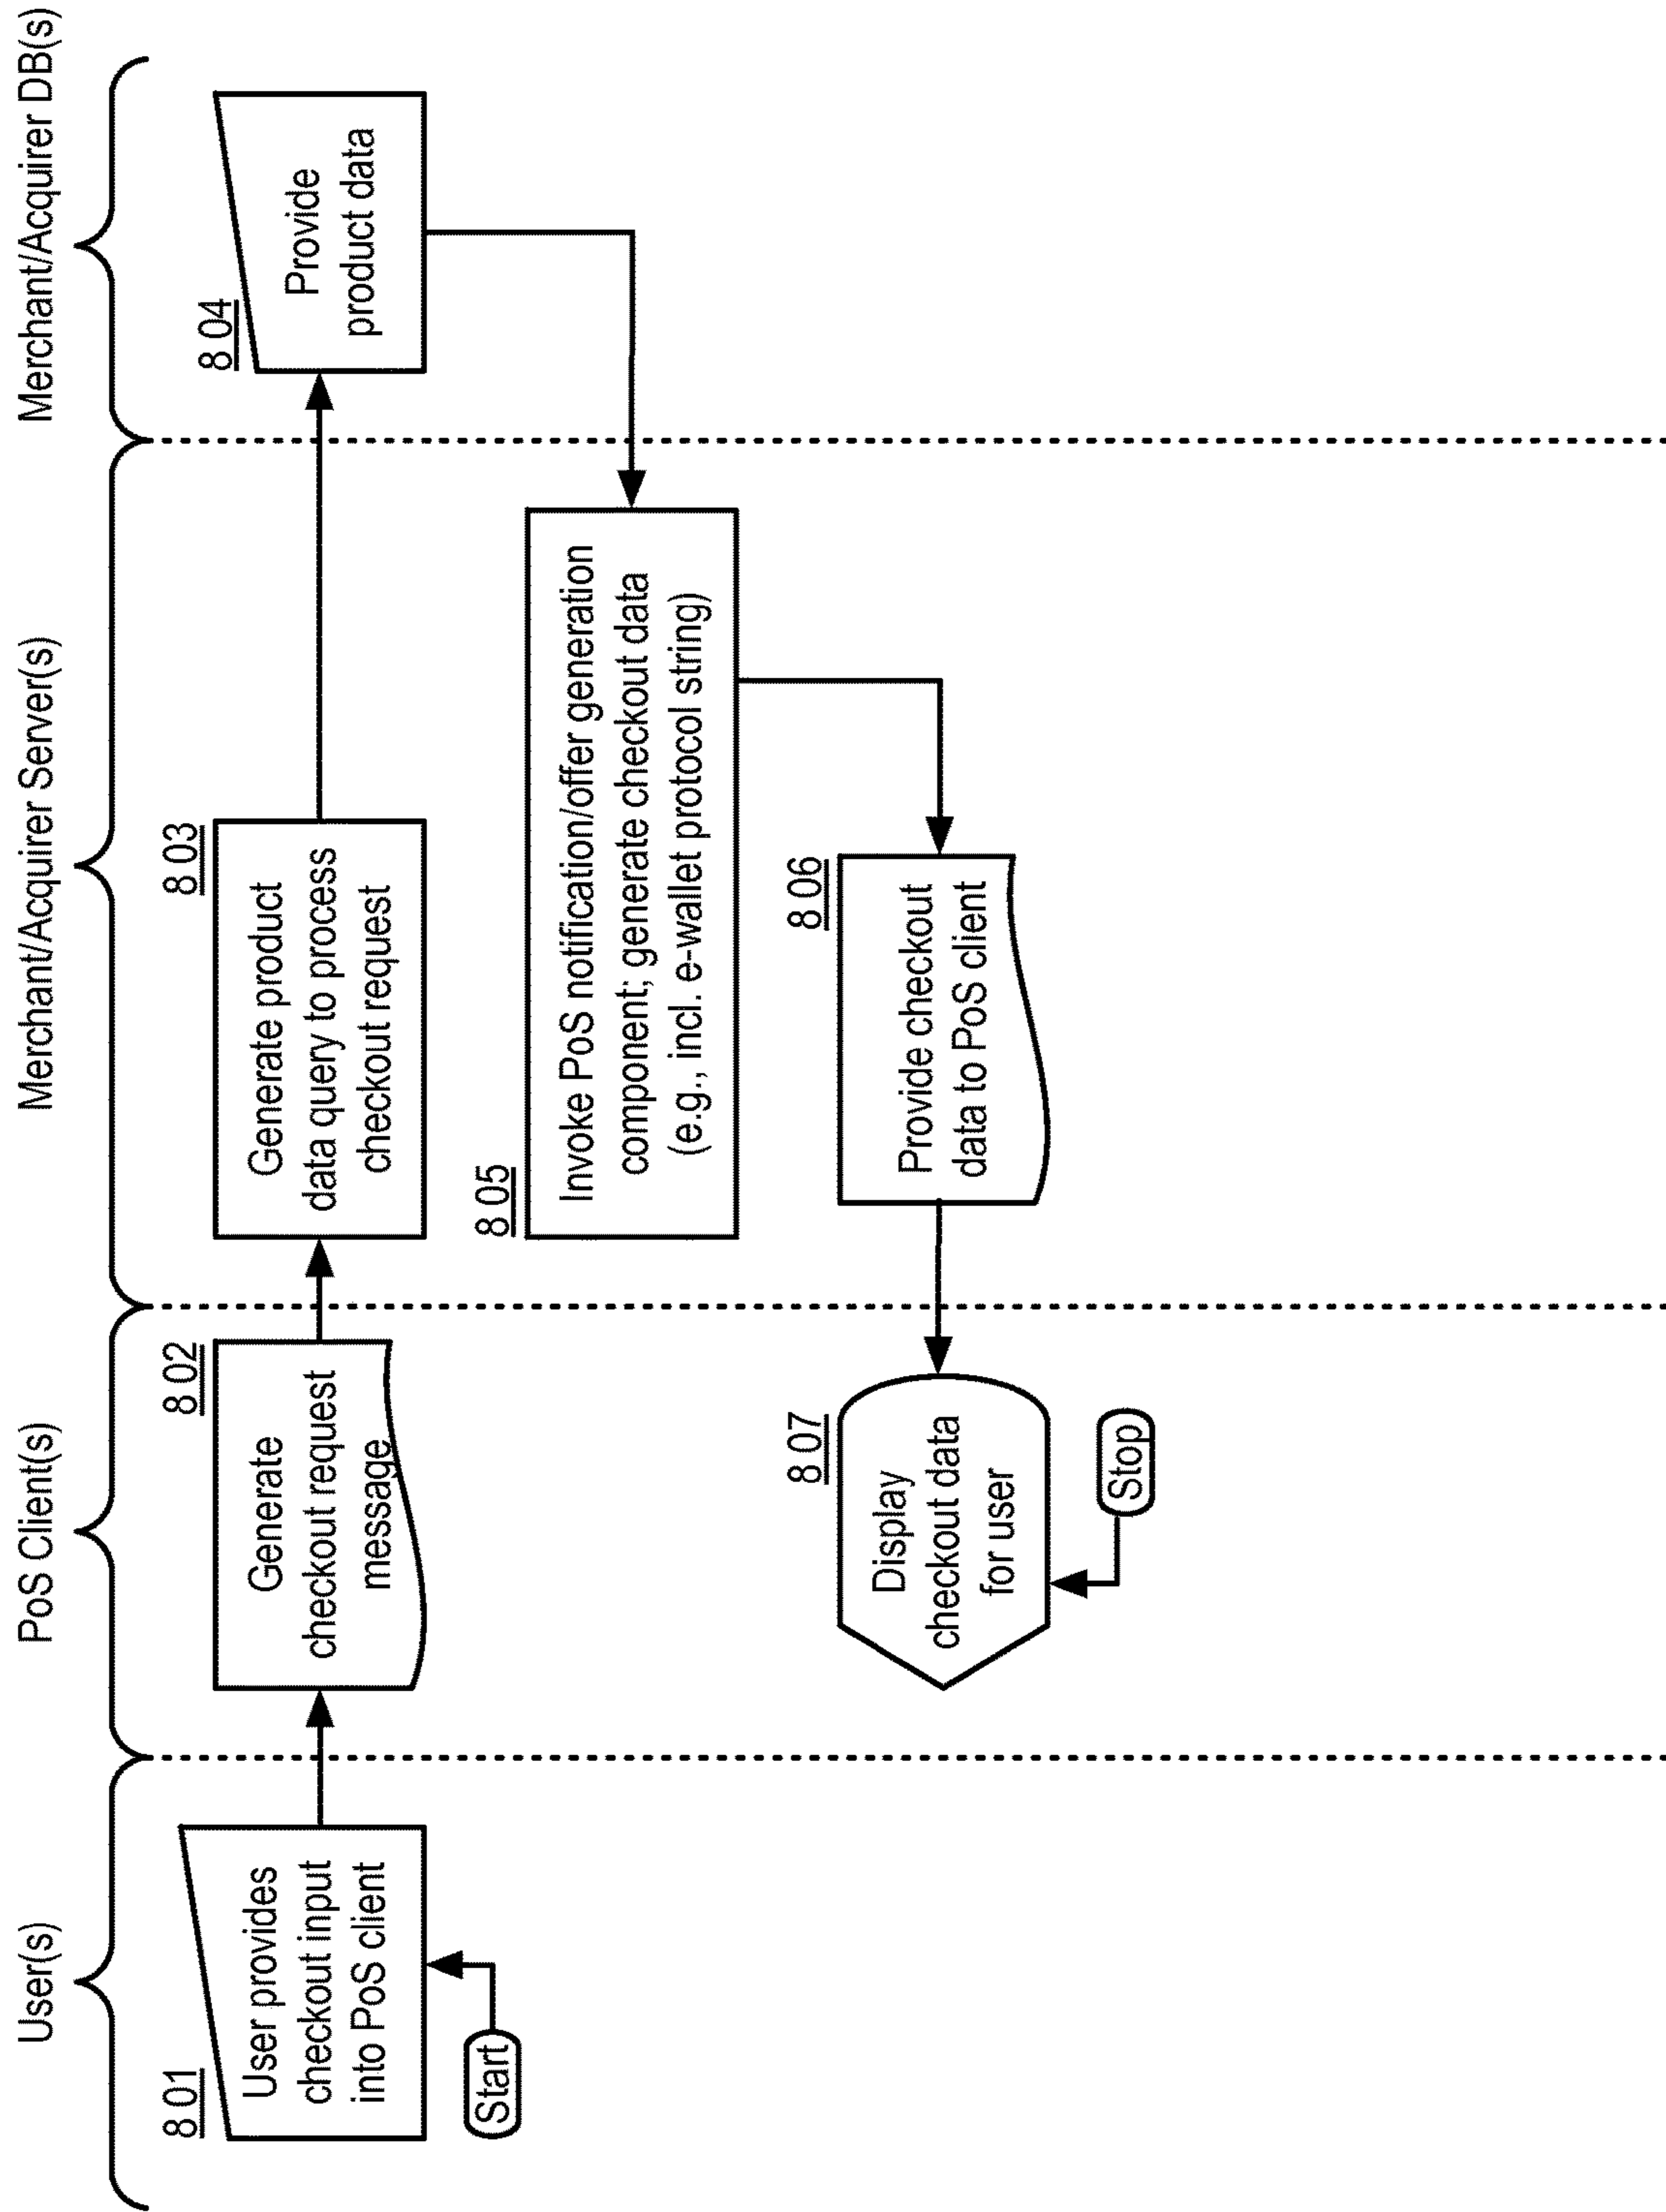 User(s)
PoS Client(s)
Merchant/Acquirer Server(s)
Merchant/Acquirer DB(s)
8 01
User provides
checkout input
into PoS client
Start
8 02
Generate
checkout request
message
8 03
Generate product
data query to process
checkout request
8 04
Provide
product data
8 05
Invoke PoS notification/offer generation
component; generate checkout data
(e.g., incl. e-wallet protocol string)
8 06
Provide checkout
data to PoS client
8 07
Display
checkout data
for user
Stop